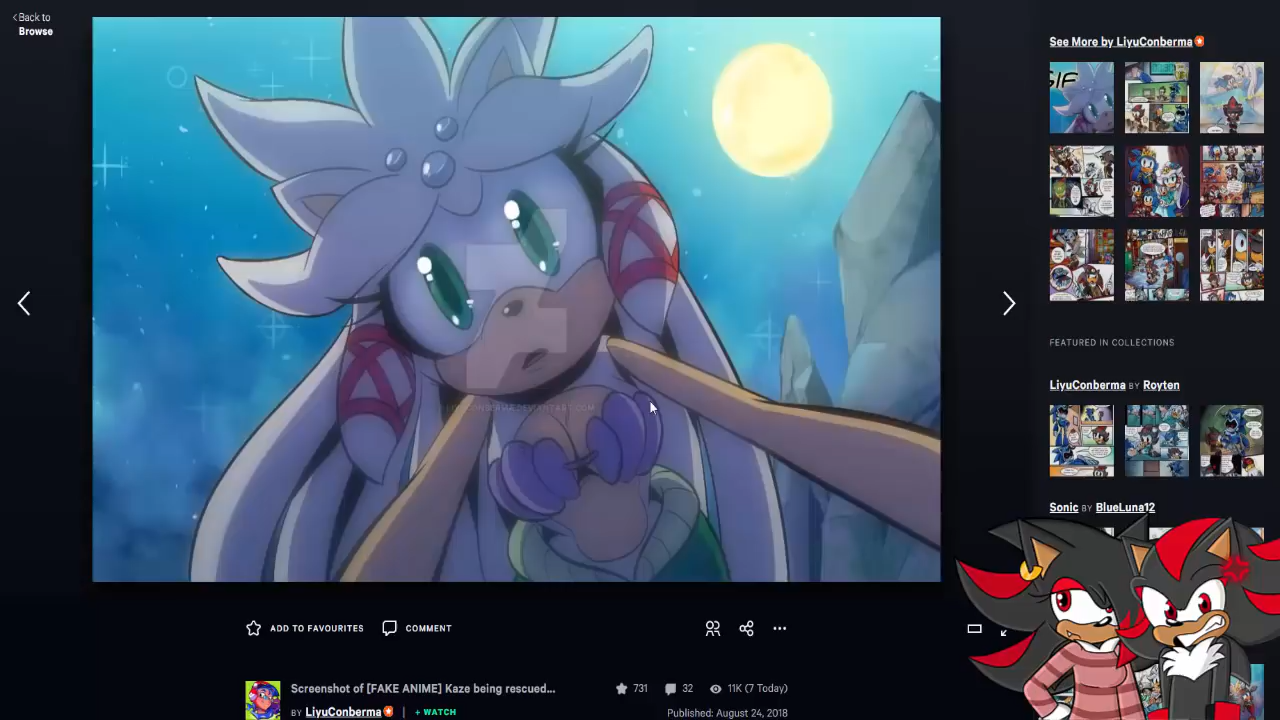 Back to
Browse
See More by LiyuConberma
GIF
FEATURED IN COLLECTIONS
LiyuConberma BY Royten
Sonic BY BlueLuna12
ADD TO FAVOURITES
COMMENT
Screenshot of [FAKE ANIME] Kaze being rescued...
BY LiyuConberma | + WATCH
731
32
11K (7 Today)
Published: August 24, 2018